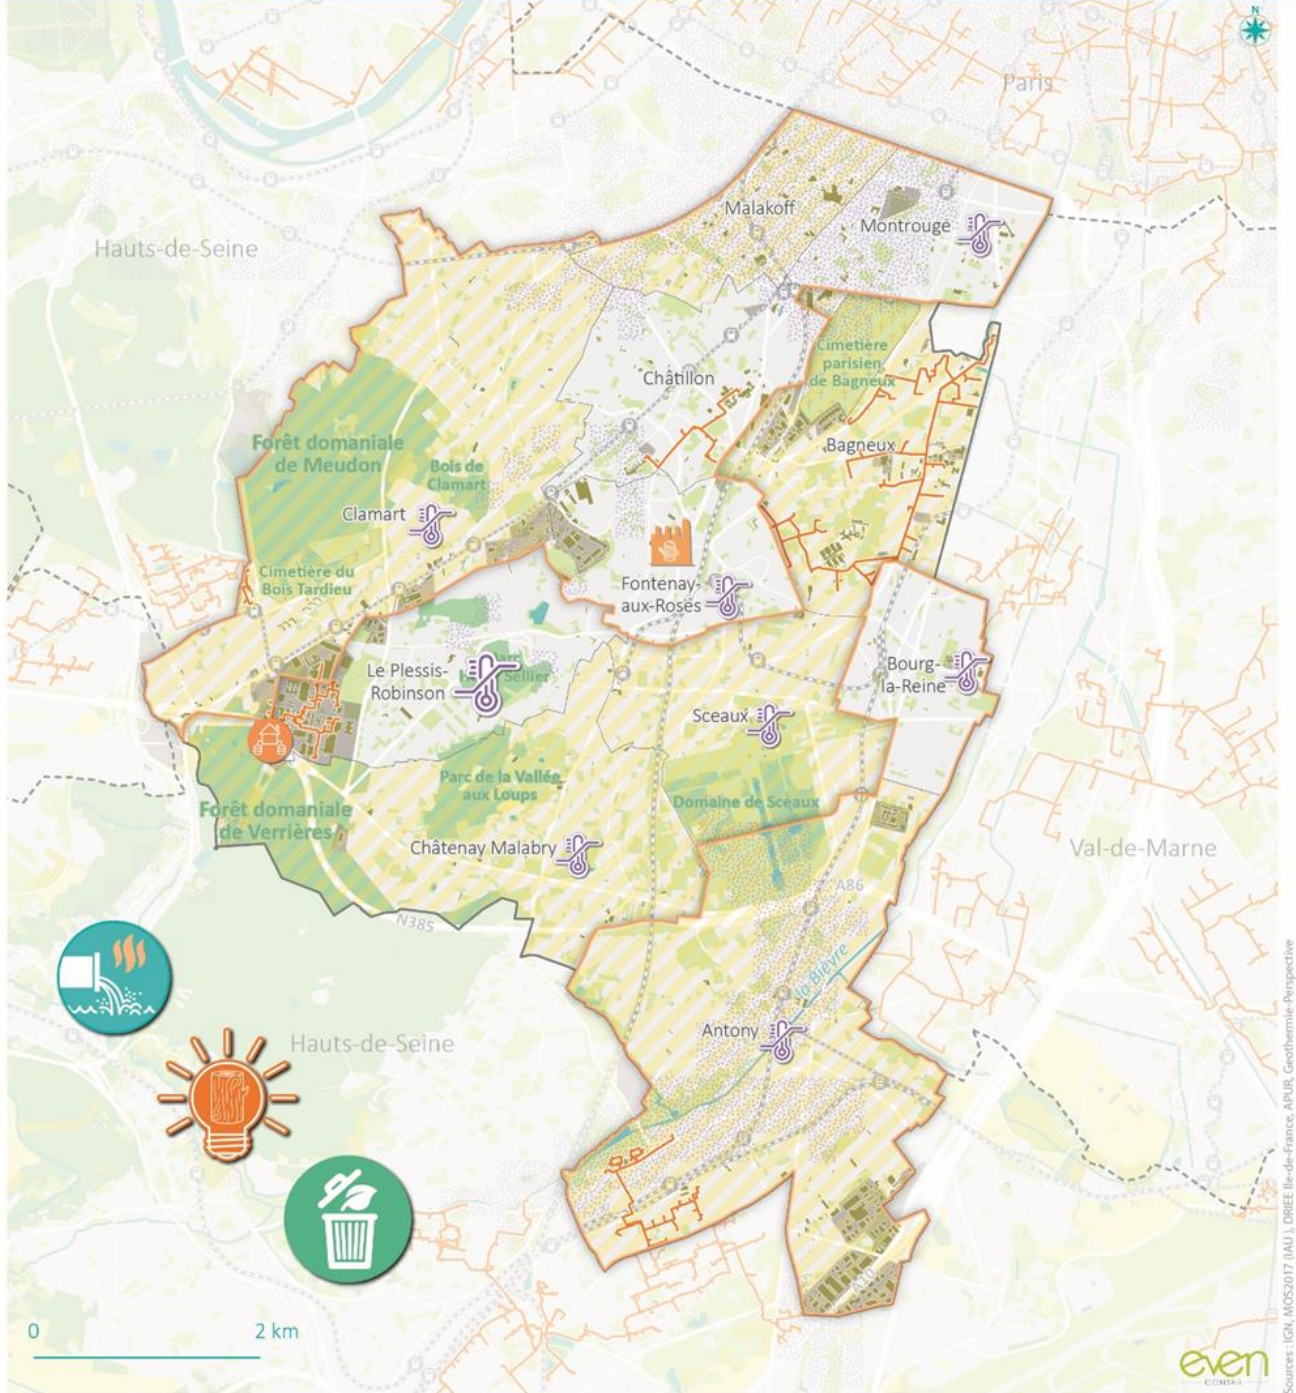 N
Paris
Malakoff
Montrouge
Hauts-de-Seine
Cimetière
parisien
de Bagneux
Châtillon
Forêt domaniale
de Meudon
Bagneux
Bois de
Clamart
Clamart
Cimetière du
Bois Tardieu
Fontenay-
aux-Roses
Le Plessis-
Robinson
Sellier
Bourg-
la-Reine
Sceaux
Parc de la Vallée
aux Loups
Domaine de Sceaux
Forêt domaniale
de Verrières
Châtenay Malabry
Val-de-Marne
A86
N385
la Bièvre
Antony
Hauts-de-Seine
0
2 km
even
CONSEIL
Sources : IGN, MOS2017 (IAU), DRIEE Ile-de-France, APUR, Geothermie-Perspective